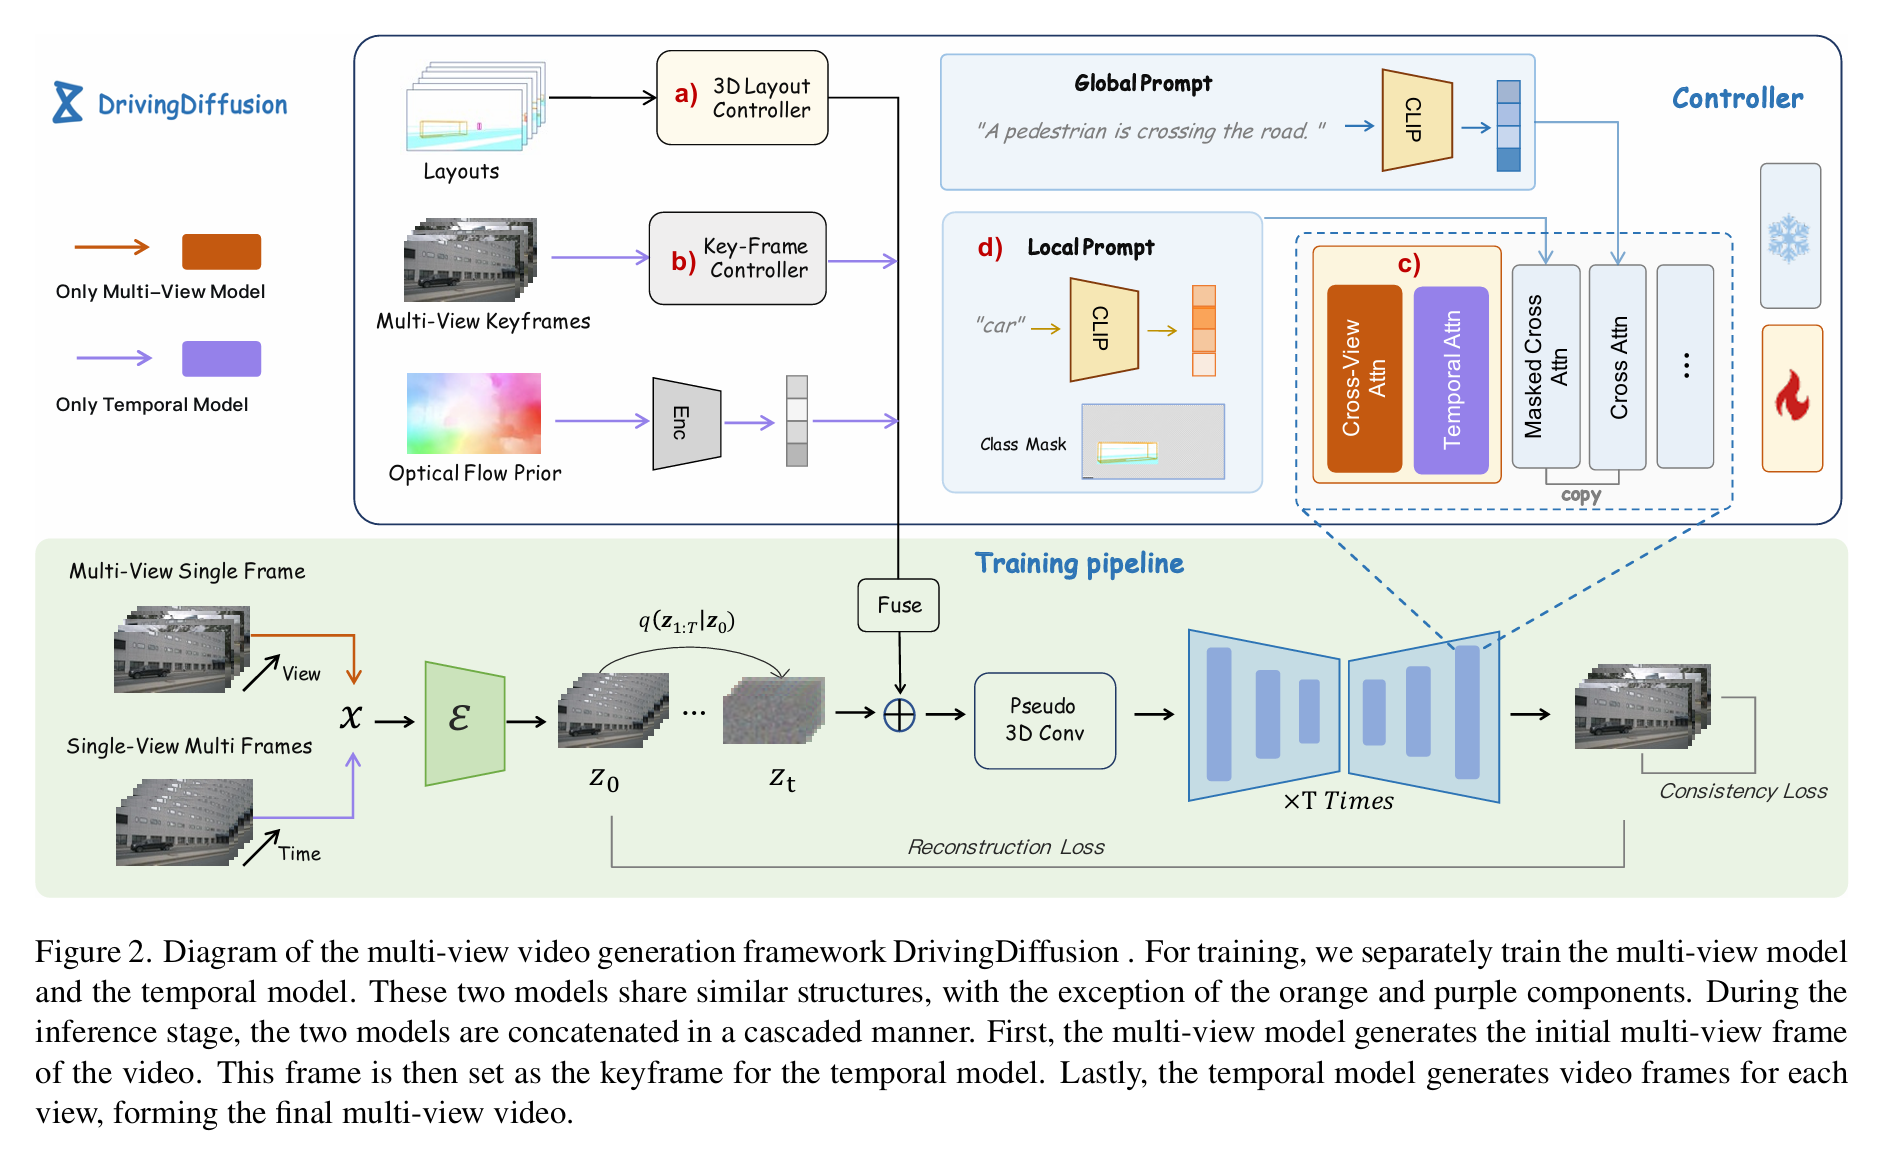 DrivingDiffusion
Only Multi-View Model
Only Temporal Model
Layouts
a) 3D Layout
Controller
Multi-View Keyframes
b) Key-Frame
Controller
Optical Flow Prior
Enc
Global Prompt
"A pedestrian is crossing the road. "
CLIP
Controller
d) Local Prompt
"car"
CLIP
Class Mask
c)
Cross-View
Attn
Temporal Attn
Masked Cross
Attn
Cross Attn
...
copy
Training pipeline
Multi-View Single Frame
View
Single-View Multi Frames
Time
x
ℰ
q(z₁:T|z₀)
...
z₀
zt
Fuse
Pseudo
3D Conv
×T Times
Consistency Loss
Reconstruction Loss
Figure 2. Diagram of the multi-view video generation framework DrivingDiffusion . For training, we separately train the multi-view model
and the temporal model. These two models share similar structures, with the exception of the orange and purple components. During the
inference stage, the two models are concatenated in a cascaded manner. First, the multi-view model generates the initial multi-view frame
of the video. This frame is then set as the keyframe for the temporal model. Lastly, the temporal model generates video frames for each
view, forming the final multi-view video.